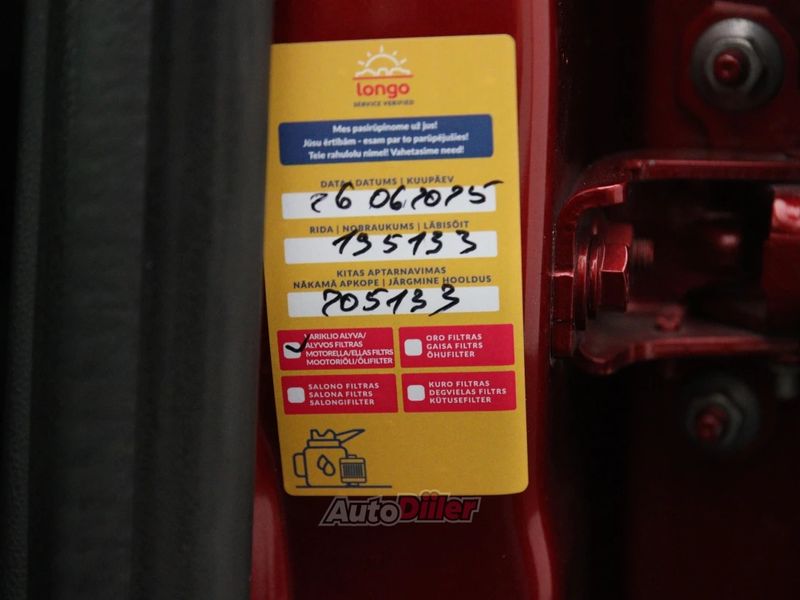 longo
SERVICE VERIFIED
Mes pasirūpinome už jus!
Jūsu ērtībām - esam par to parūpējušies!
Teie rahulolu nimel! Vahetasime need!
DATA | DATUMS | KUUPÄEV
26 06 2025
RIDA | NOBRAUKUMS | LÄBISÕIT
195133
KITAS APTARNAVIMAS
NĀKAMĀ APKOPE | JÄRGMINE HOOLDUS
205133
VARIKLIO ALYVA/
ALYVOS FILTRAS
MOTOREĻĻA/EĻĻAS FILTRS
MOOTORIÕLI/ÕLIFILTER
ORO FILTRAS
GAISA FILTRS
ÕHUFILTER
SALONO FILTRAS
SALONA FILTRS
SALONGIFILTER
KURO FILTRAS
DEGVIELAS FILTRS
KÜTUSEFILTER
AutoDiiler